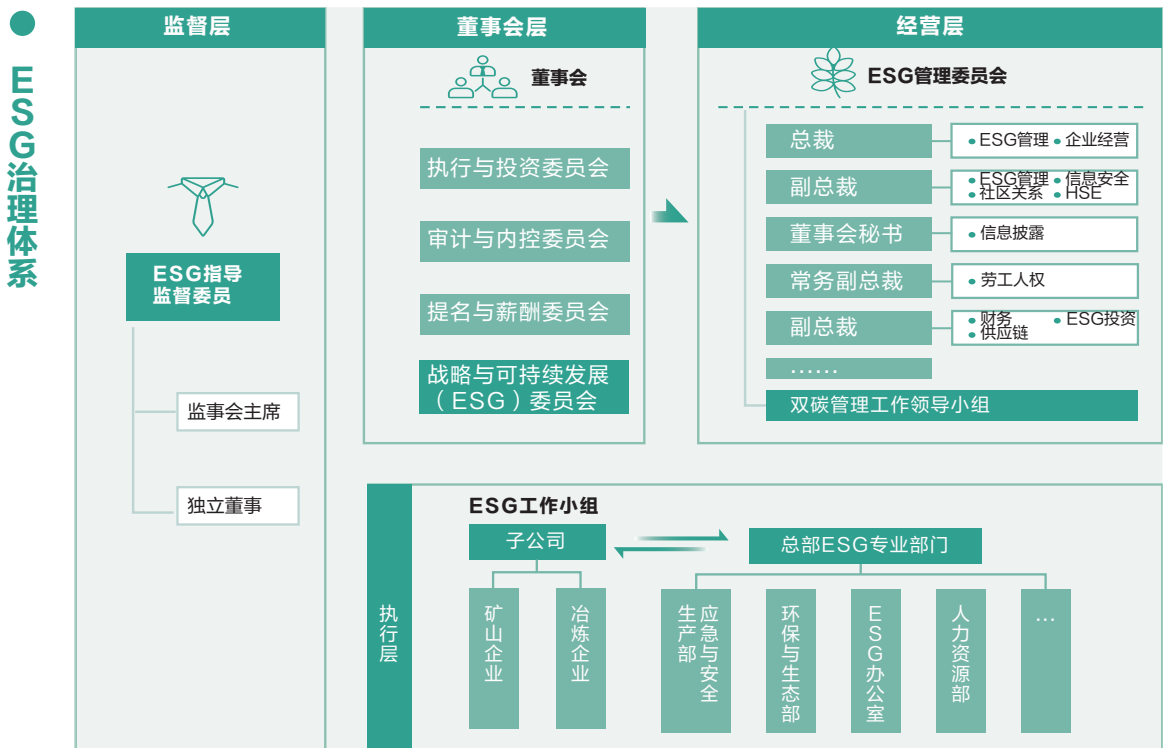 ESG治理体系
监督层
ESG指导
监督委员
监事会主席
独立董事
董事会层
董事会
执行与投资委员会
审计与内控委员会
提名与薪酬委员会
战略与可持续发展
（ESG）委员会
经营层
ESG管理委员会
总裁
•ESG管理 •企业经营
副总裁
•ESG管理 •信息安全
•社区关系 •HSE
董事会秘书
•信息披露
常务副总裁
•劳工人权
副总裁
•财务 •ESG投资
•供应链
……
双碳管理工作领导小组
执行层
ESG工作小组
子公司
总部ESG专业部门
矿山企业
冶炼企业
应急与安全
生产部
环保与生态部
ESG办公室
人力资源部
…